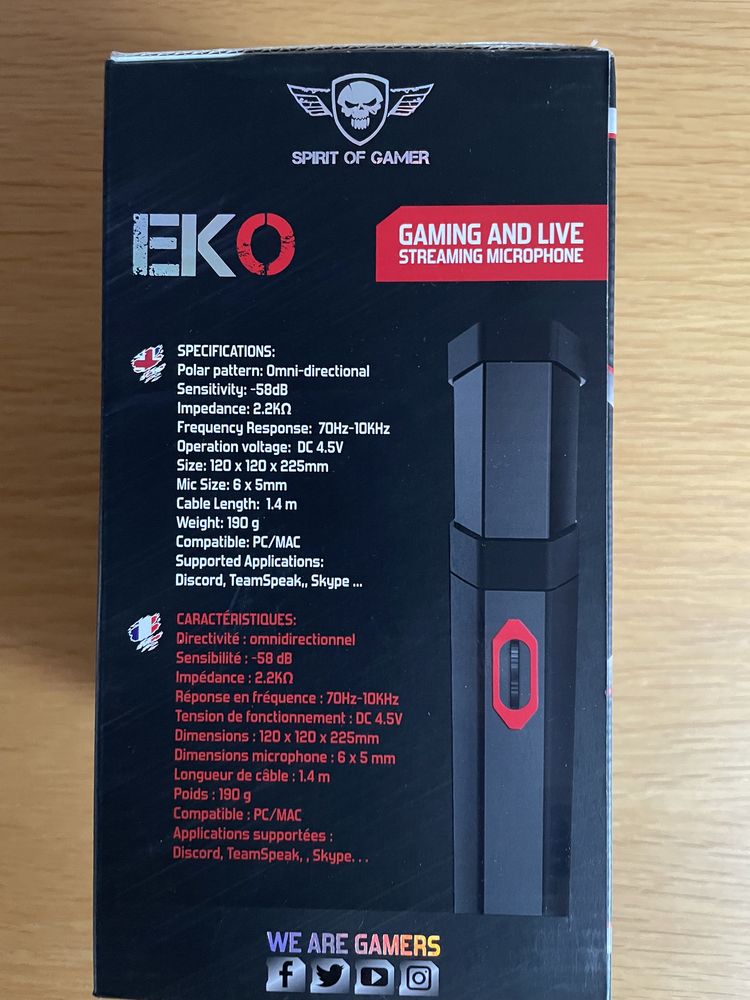 SPIRIT OF GAMER
EKO
GAMING AND LIVE
STREAMING MICROPHONE
SPECIFICATIONS:
Polar pattern: Omni-directional
Sensitivity: -58dB
Impedance: 2.2KΩ
Frequency Response: 70Hz-10KHz
Operation voltage: DC 4.5V
Size: 120 x 120 x 225mm
Mic Size: 6 x 5mm
Cable Length: 1.4 m
Weight: 190 g
Compatible: PC/MAC
Supported Applications:
Discord, TeamSpeak,, Skype ...
CARACTÉRISTIQUES:
Directivité : omnidirectionnel
Sensibilité : -58 dB
Impédance : 2.2KΩ
Réponse en fréquence : 70Hz-10KHz
Tension de fonctionnement : DC 4.5V
Dimensions : 120 x 120 x 225mm
Dimensions microphone : 6 x 5 mm
Longueur de câble : 1.4 m
Poids : 190 g
Compatible : PC/MAC
Applications supportées :
Discord, TeamSpeak, , Skype. . .
WE ARE GAMERS